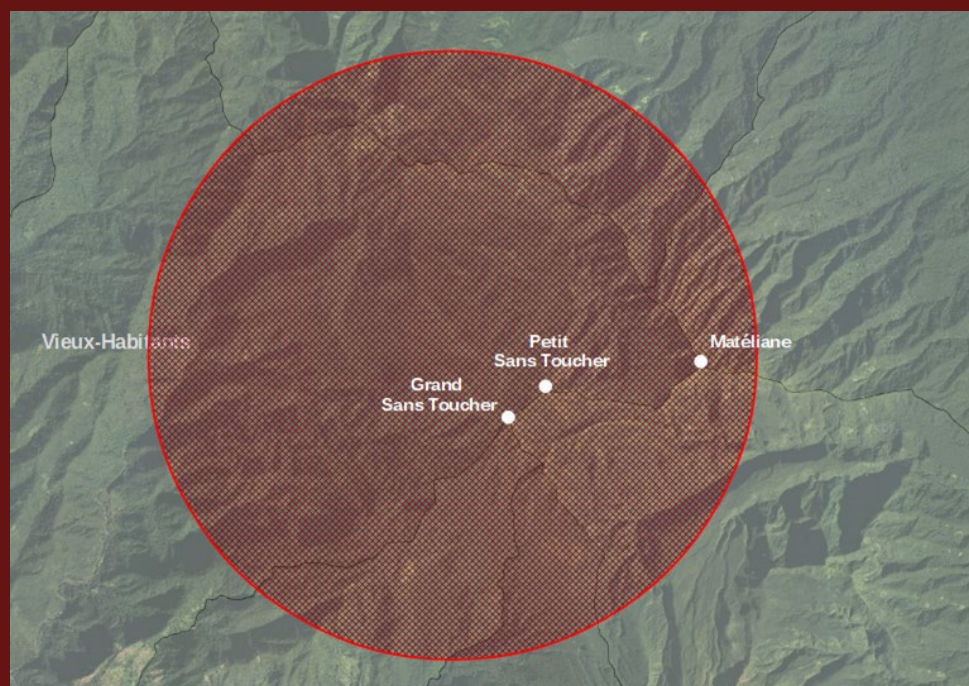 Vieux-Habitants
Petit
Sans Toucher
Matéliane
Grand
Sans Toucher